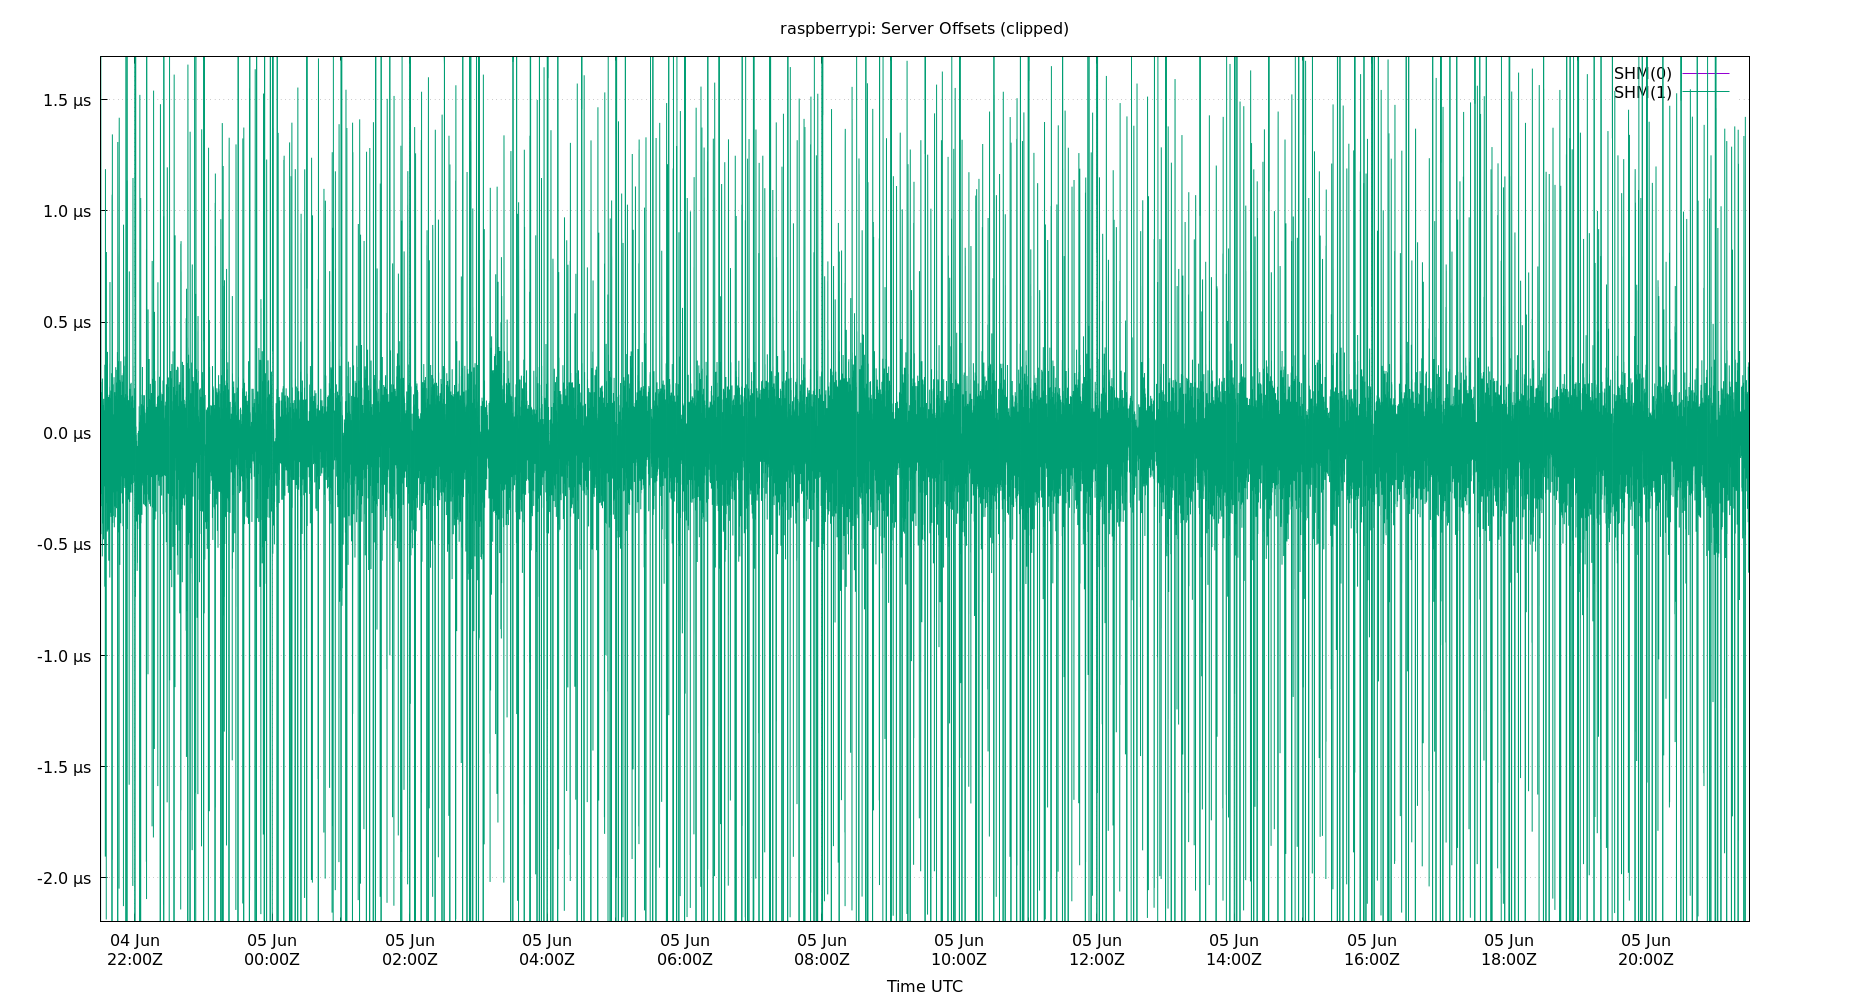 raspberrypi: Server Offsets (clipped)
SHM(0)
SHM(1)
1.5 µs
1.0 µs
0.5 µs
0.0 µs
-0.5 µs
-1.0 µs
-1.5 µs
-2.0 µs
04 Jun 05 Jun 05 Jun 05 Jun 05 Jun 05 Jun 05 Jun 05 Jun 05 Jun 05 Jun 05 Jun 05 Jun
22:00Z 00:00Z 02:00Z 04:00Z 06:00Z 08:00Z 10:00Z 12:00Z 14:00Z 16:00Z 18:00Z 20:00Z
Time UTC